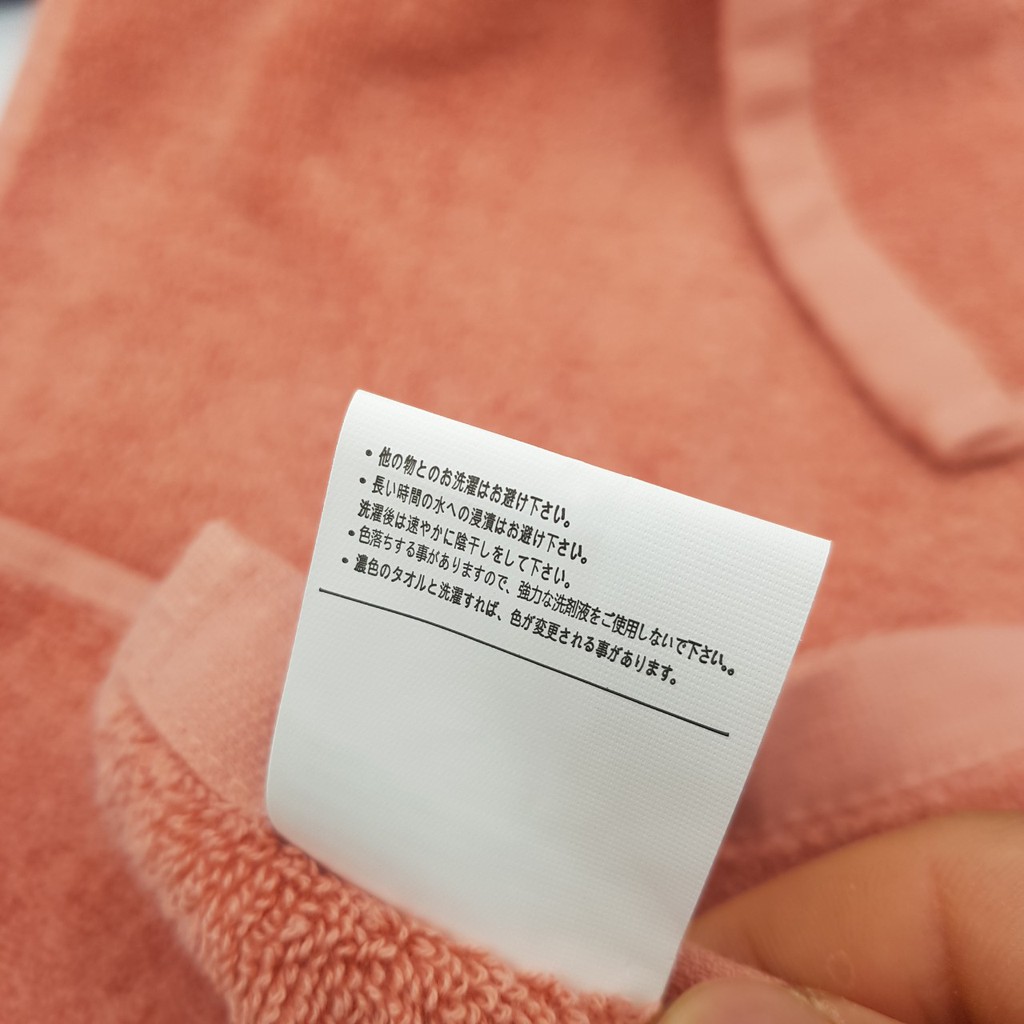 • 他の物とのお洗濯はお避け下さい。
• 長い時間の水への浸漬はお避け下さい。
洗濯後は速やかに陰干しをして下さい。
• 色落ちする事がありますので、強力な洗剤液をご使用しないで下さい。。
• 濃色のタオルと洗濯すれば、色が変更される事があります。